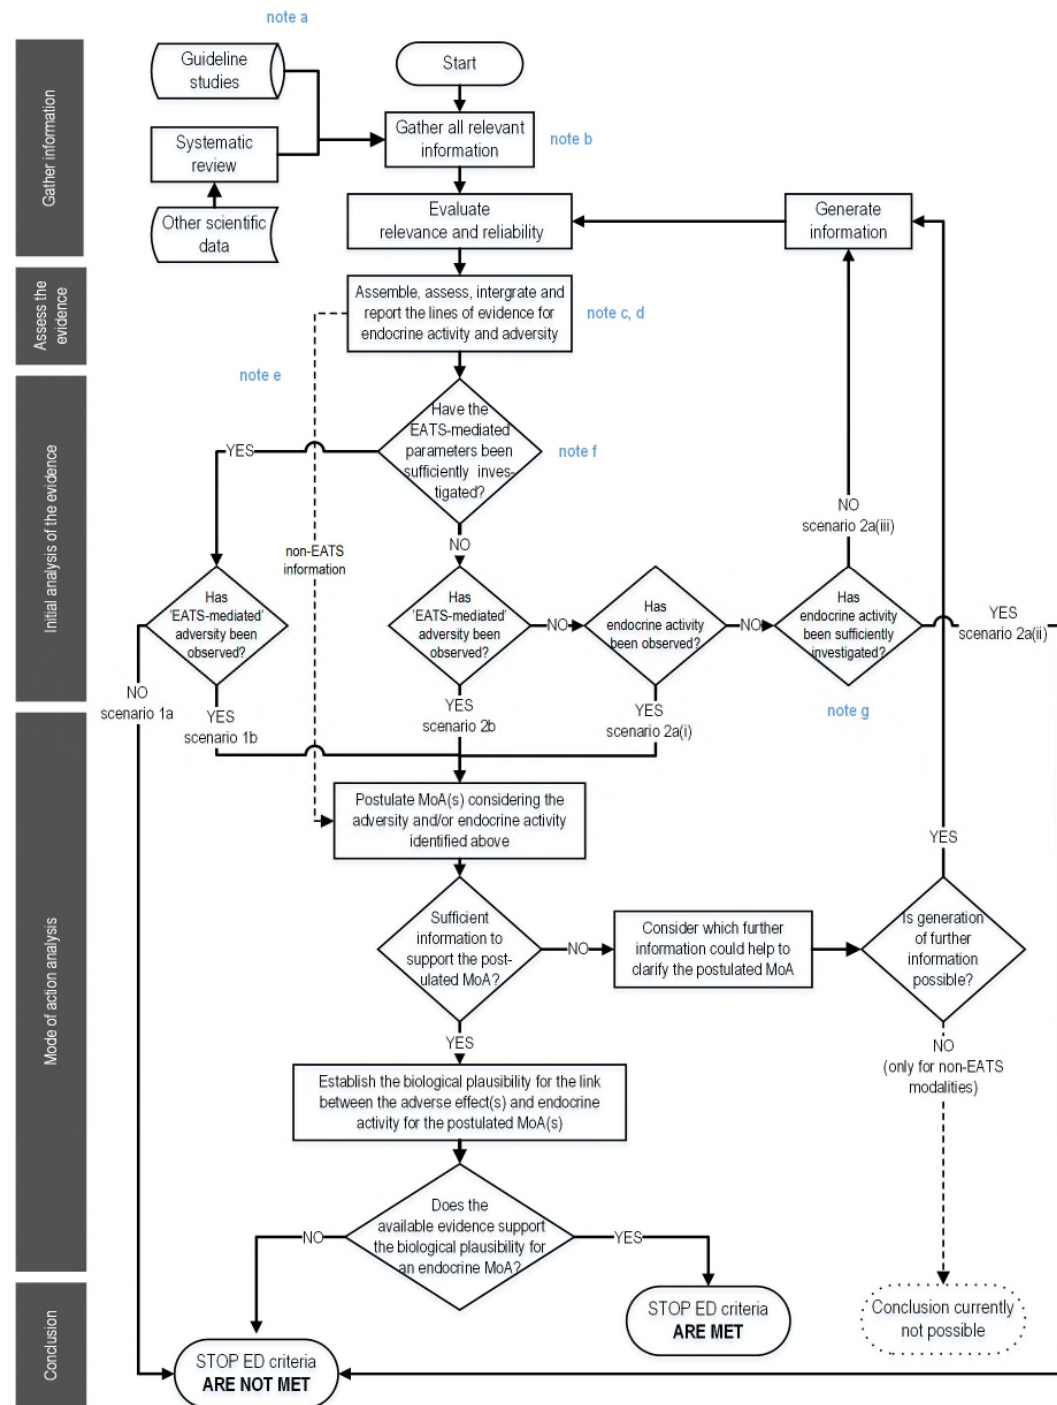 note a
Gather information
Guideline
studies
Start
Gather all relevant
information
note b
Systematic
review
Other scientific
data
Evaluate
relevance and reliability
Generate
information
Assess the
evidence
Assemble, assess, intergrate and
report the lines of evidence for
endocrine activity and adversity
note c, d
note e
Initial analysis of the evidence
Have the
EATS-mediated
parameters been
sufficiently inves-
tigated?
note f
YES
NO
non-EATS
information
NO
scenario 2a(iii)
Has
'EATS-mediated'
adversity been
observed?
Has
'EATS-mediated'
adversity been
observed?
NO
Has
endocrine activity
been observed?
NO
Has
endocrine activity
been sufficiently
investigated?
YES
scenario 2a(ii)
NO
scenario 1a
YES
scenario 1b
YES
scenario 2b
YES
scenario 2a(i)
note g
Mode of action analysis
Postulate MoA(s) considering the
adversity and/or endocrine activity
identified above
YES
Sufficient
information to
support the post-
ulated MoA?
NO
Consider which further
information could help to
clarify the postulated MoA
Is generation
of further
information
possible?
YES
NO
(only for non-EATS
modalities)
Establish the biological plausibility for the link
between the adverse effect(s) and endocrine
activity for the postulated MoA(s)
Does the
available evidence support
the biological plausibility for
an endocrine MoA?
NO
YES
Conclusion
STOP ED criteria
ARE MET
Conclusion currently
not possible
STOP ED criteria
ARE NOT MET